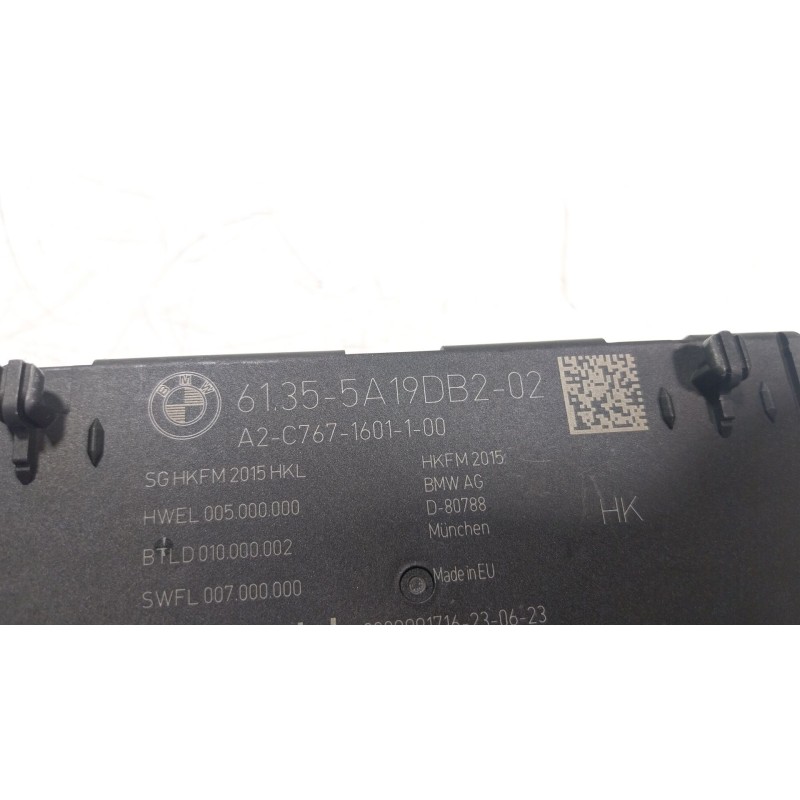 BMW
61.35-5A19DB2-02
A2-C767-1601-1-00
SG HKFM 2015 HKL
HWEL 005.000.000
BTLD 010.000.002
SWFL 007.000.000
HKFM 2015
BMW AG
D-80788
München
HK
Made in EU